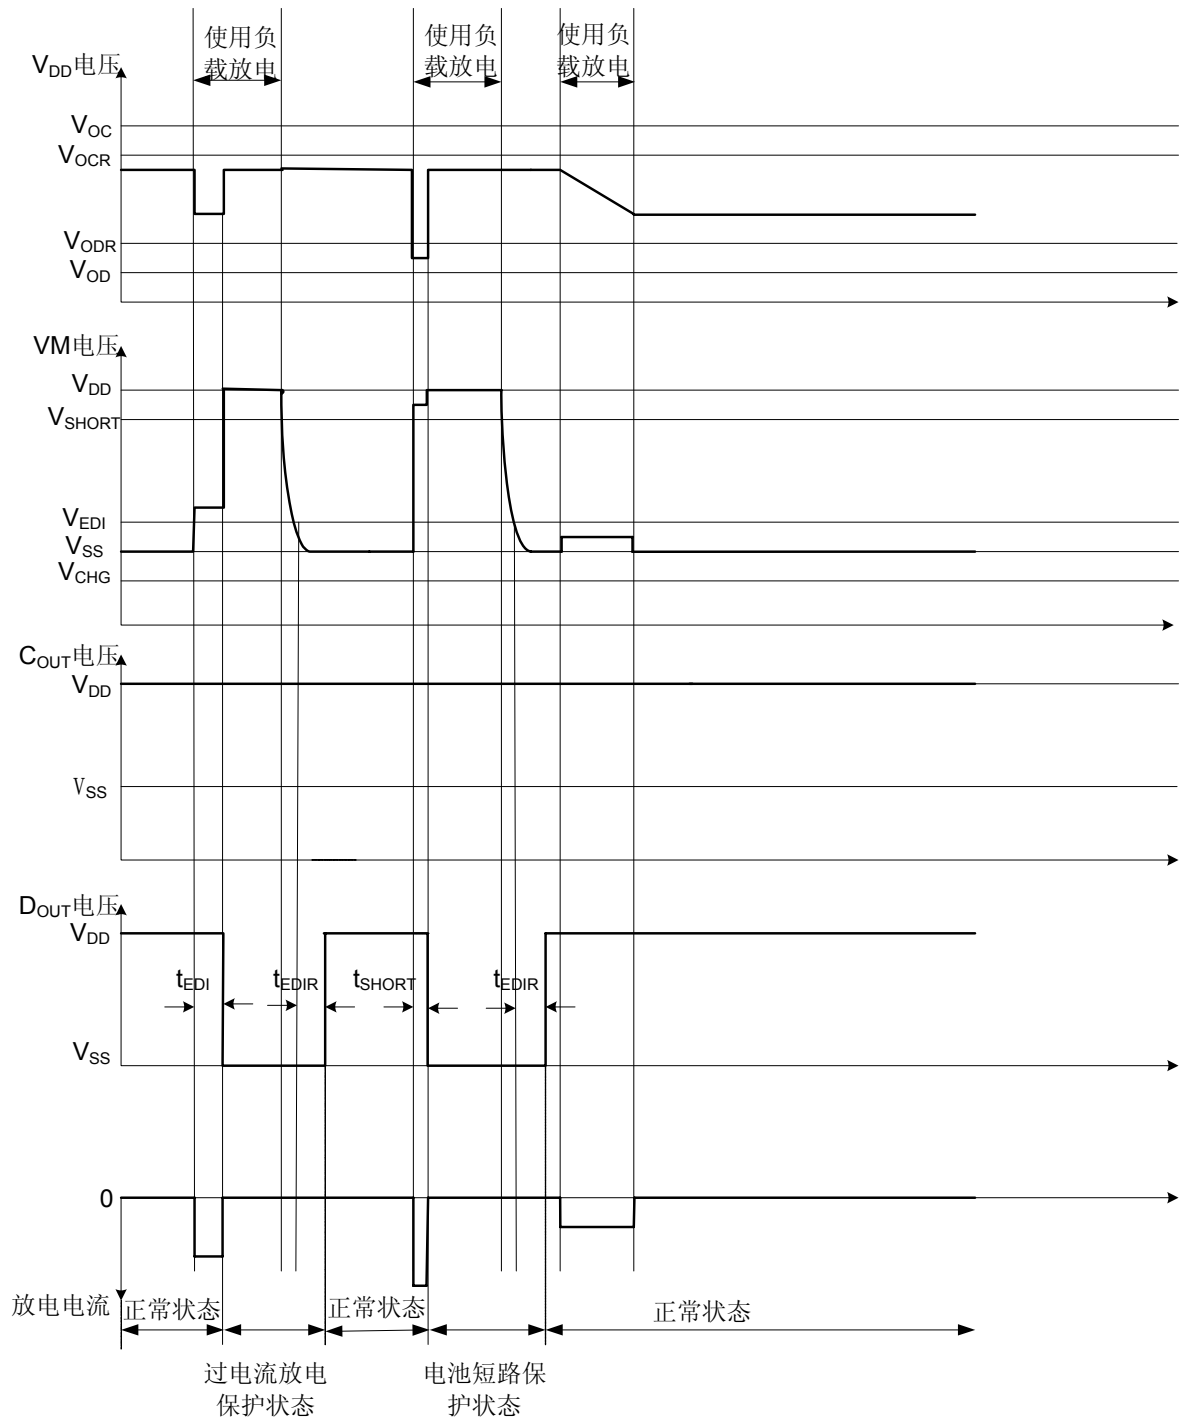 使用负
载放电
使用负
载放电
使用负
载放电
VDD电压
VOC
VOCR
VODR
VOD
VM电压
VDD
VSHORT
VEDI
VSS
VCHG
COUT电压
VDD
VSS
DOUT电压
VDD
tEDI
tEDIR
tSHORT
tEDIR
VSS
0
放电电流
正常状态
正常状态
正常状态
过电流放电
保护状态
电池短路保
护状态